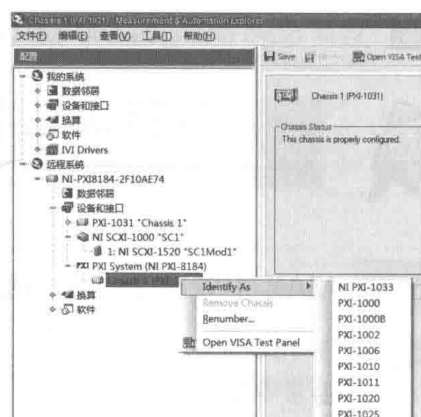 Chassis 1 (PXI-1031) - Measurement & Automation Explorer
文件(F) 编辑(E) 查看(V) 工具(T) 帮助(H)
配置
Save
Open VISA Test
我的系统
数据邻居
设备和接口
换算
软件
IVI Drivers
远程系统
NI-PXI8184-2F10AE74
数据邻居
设备和接口
PXI-1031 "Chassis 1"
NI SCXI-1000 "SC1"
1: NI SCXI-1520 "SC1Mod1"
PXI PXI System (NI PXI-8184)
换算
软件
Chassis 1 (PXI-1031)
Chassis Status
This chassis is properly configured.
Identify As
Remove Chassis
Renumber...
Open VISA Test Panel
NI PXI-1033
PXI-1000
PXI-1000B
PXI-1002
PXI-1006
PXI-1010
PXI-1011
PXI-1020
PXI-1025